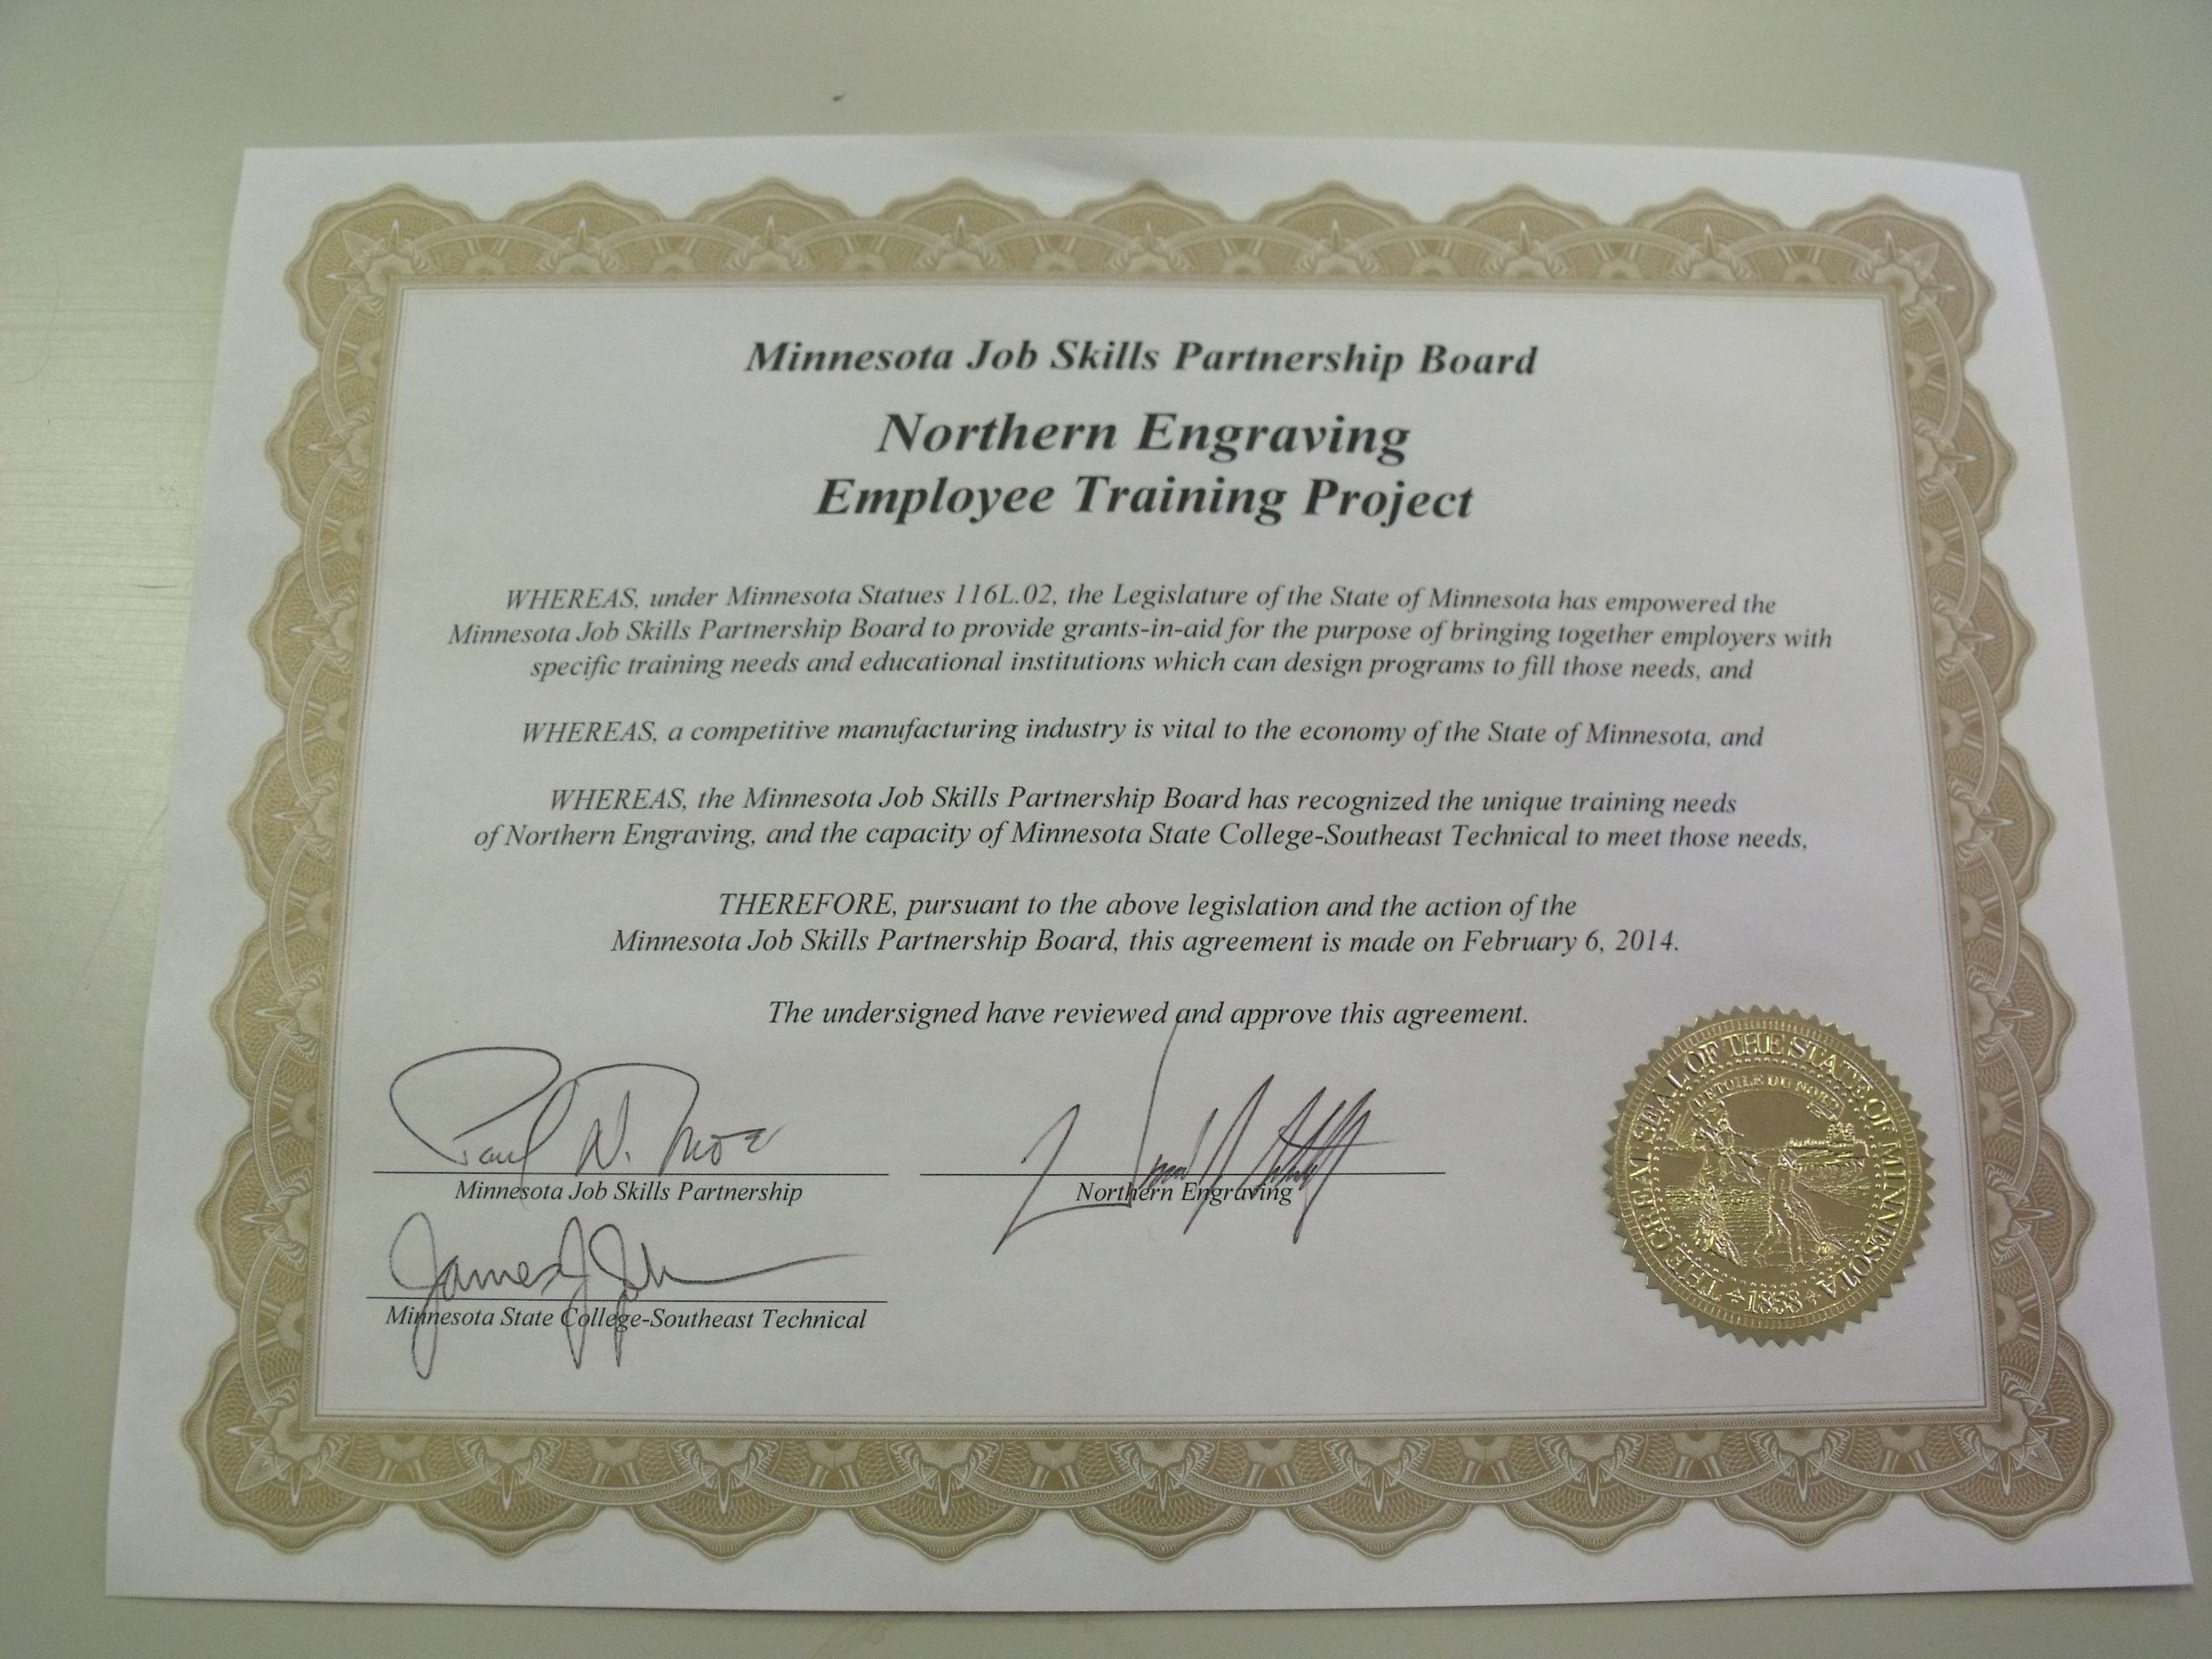 Minnesota Job Skills Partnership Board
Northern Engraving
Employee Training Project
WHEREAS, under Minnesota Statues 116L.02, the Legislature of the State of Minnesota has empowered the
Minnesota Job Skills Partnership Board to provide grants-in-aid for the purpose of bringing together employers with
specific training needs and educational institutions which can design programs to fill those needs, and
WHEREAS, a competitive manufacturing industry is vital to the economy of the State of Minnesota, and
WHEREAS, the Minnesota Job Skills Partnership Board has recognized the unique training needs
of Northern Engraving, and the capacity of Minnesota State College-Southeast Technical to meet those needs,
THEREFORE, pursuant to the above legislation and the action of the
Minnesota Job Skills Partnership Board, this agreement is made on February 6, 2014.
The undersigned have reviewed and approve this agreement.
Paul W. Moe
Minnesota Job Skills Partnership
Northern Engraving
James J.
Minnesota State College-Southeast Technical
THE GREAT SEAL OF THE STATE OF MINNESOTA
L'ETOILE DU NORD
1858